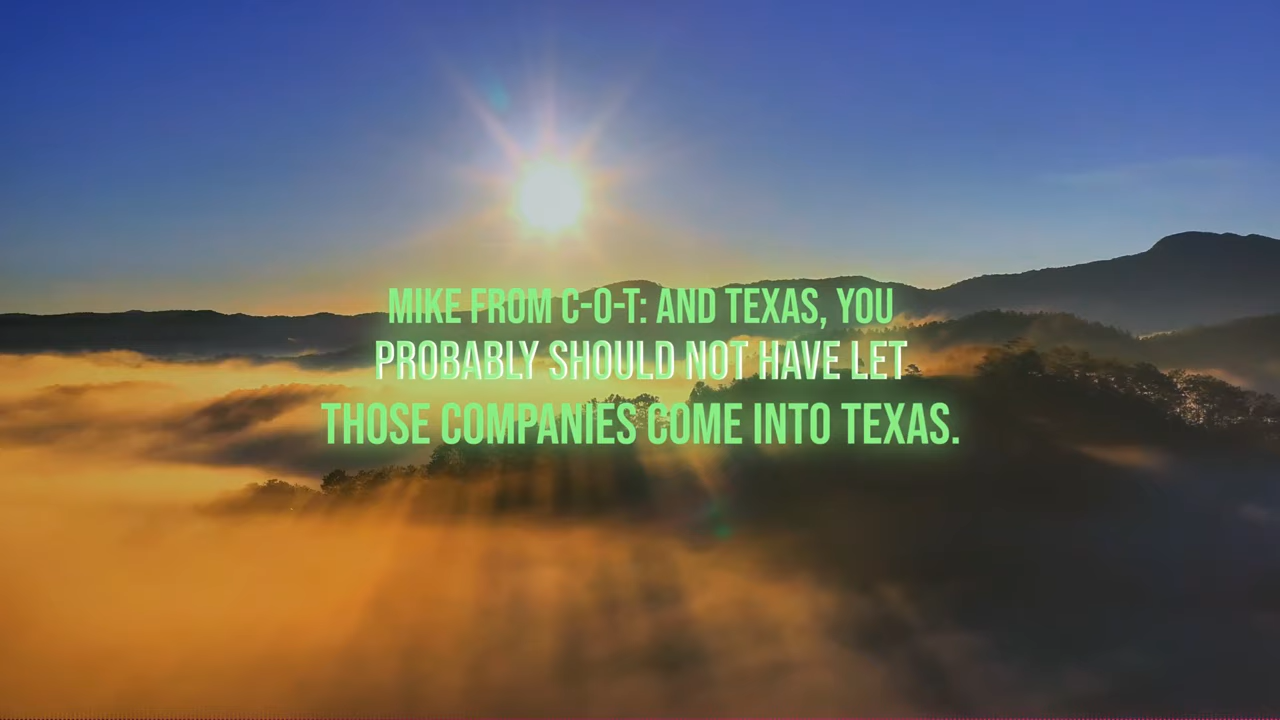 MIKE FROM C-O-T: AND TEXAS, YOU
PROBABLY SHOULD NOT HAVE LET
THOSE COMPANIES COME INTO TEXAS.